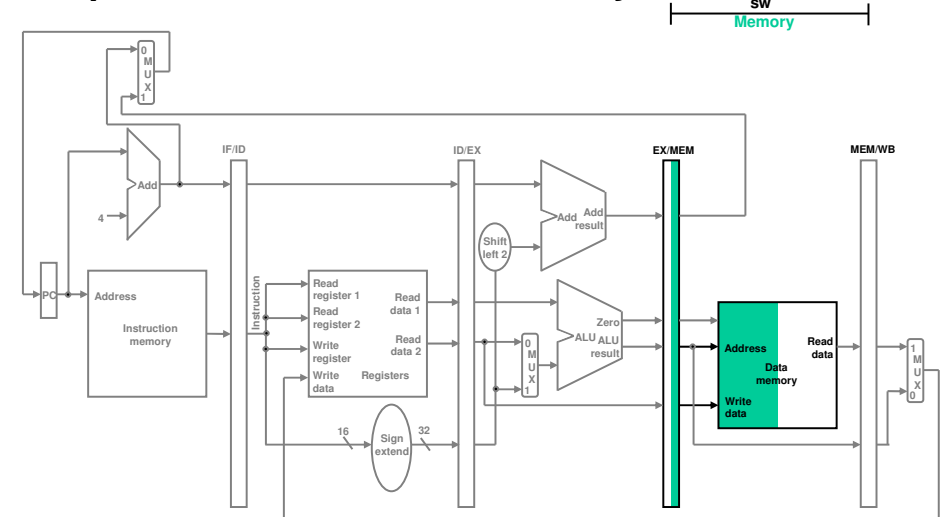 sw
Memory
0
M
U
X
1
IF/ID
ID/EX
EX/MEM
MEM/WB
Add
4
Add
Add
result
Shift
left 2
PC
Address
Instruction
memory
Instruction
Read
register 1
Read
register 2
Write
register
Write
data
Read
data 1
Read
data 2
Registers
0
M
U
X
1
Zero
ALU
ALU
result
Address
Read
data
Data
memory
Write
data
1
M
U
X
0
16
Sign
extend
32